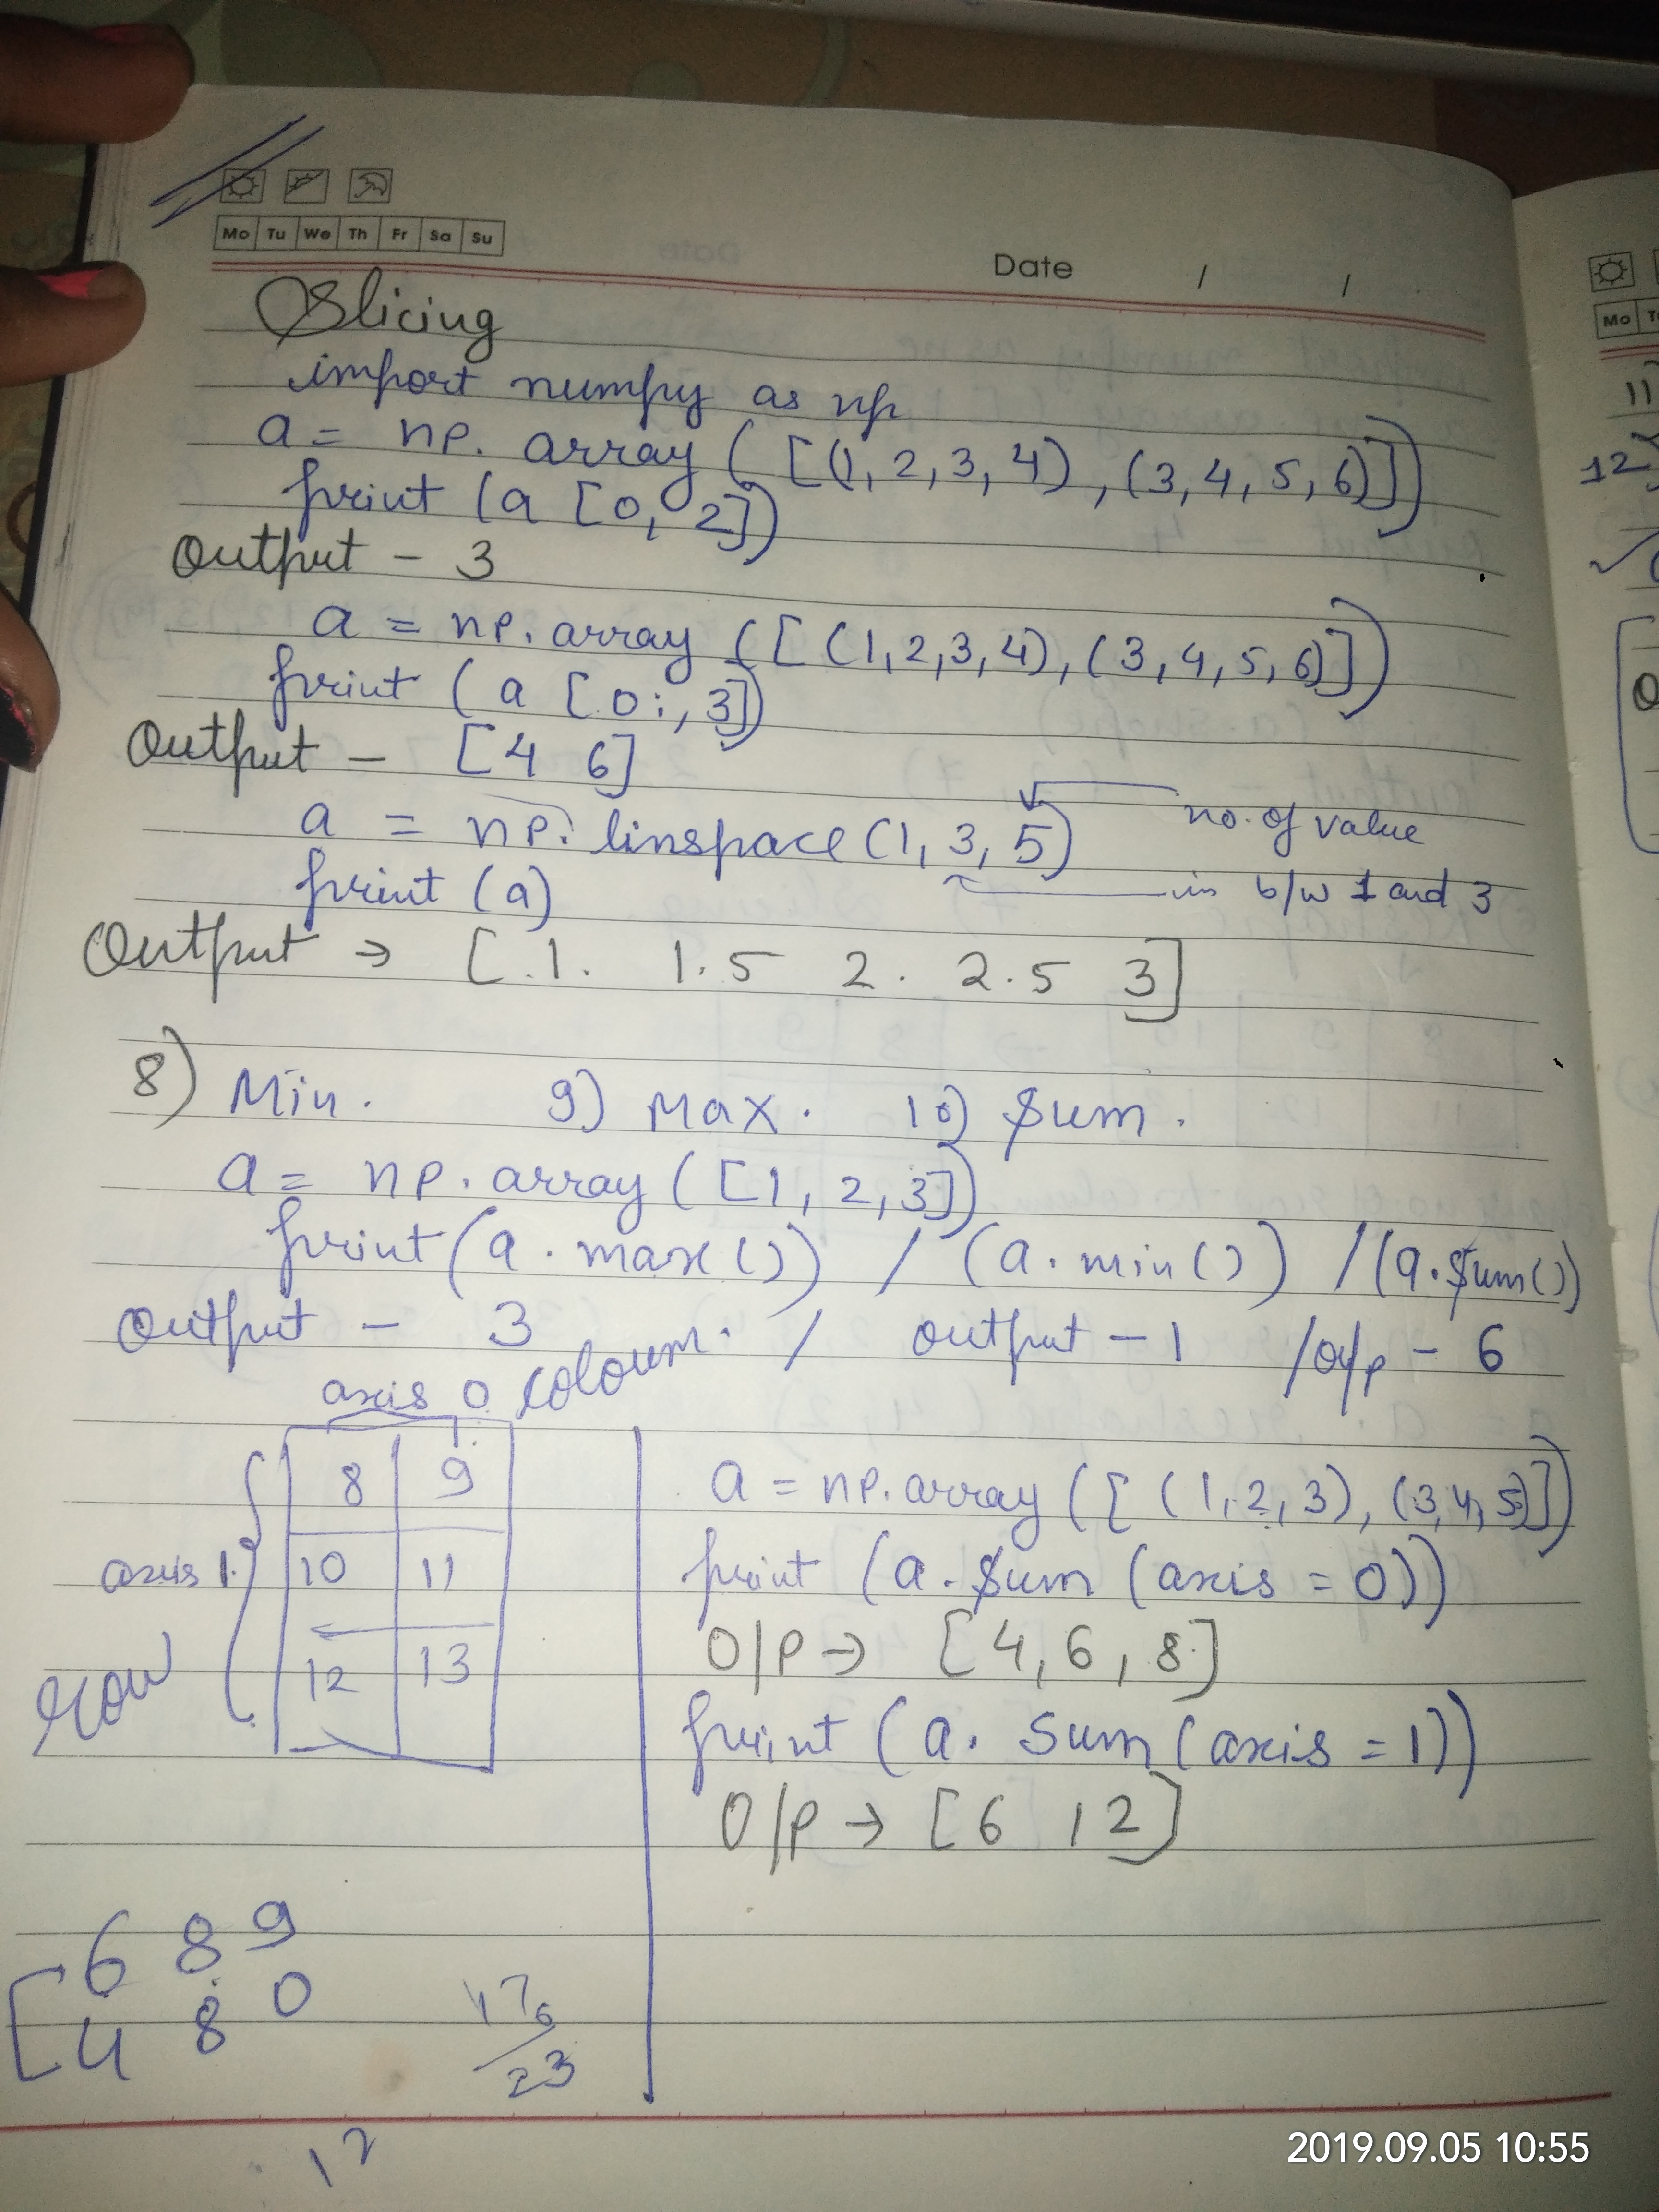 Mo Tu We Th Fr Sa Su
Date / /
Slicing
import numpy as np
a = np. array ( [(1, 2, 3, 4) , (3, 4, 5, 6)])
print (a [0, 2])
Output - 3
a = np. array ([(1,2,3,4), (3, 4, 5, 6)])
print ( a [0:, 3])
Output - [4 6]
a = np. linspace (1, 3, 5) no. of value
print (a) in b/w 1 and 3
Output → [.1. 1.5 2. 2.5 3]
8) Min. 9) Max. 10) Sum.
a = np. array ([1, 2, 3])
print (a. max ()) / (a. min ()) / (a. sum ())
Output - 3 / output - 1 / o/p - 6
axis 0 coloum.
8 9
axis 1. 10 11
row 12 13
a = np. array ([ (1, 2, 3), (3, 4, 5)])
print (a. sum (axis = 0))
O/P → [4, 6, 8]
print (a. sum (axis = 1))
O/P → [6 12]
6 8 9
[4 8 0
17
6
23
12
Mo
11
12
2019.09.05 10:55